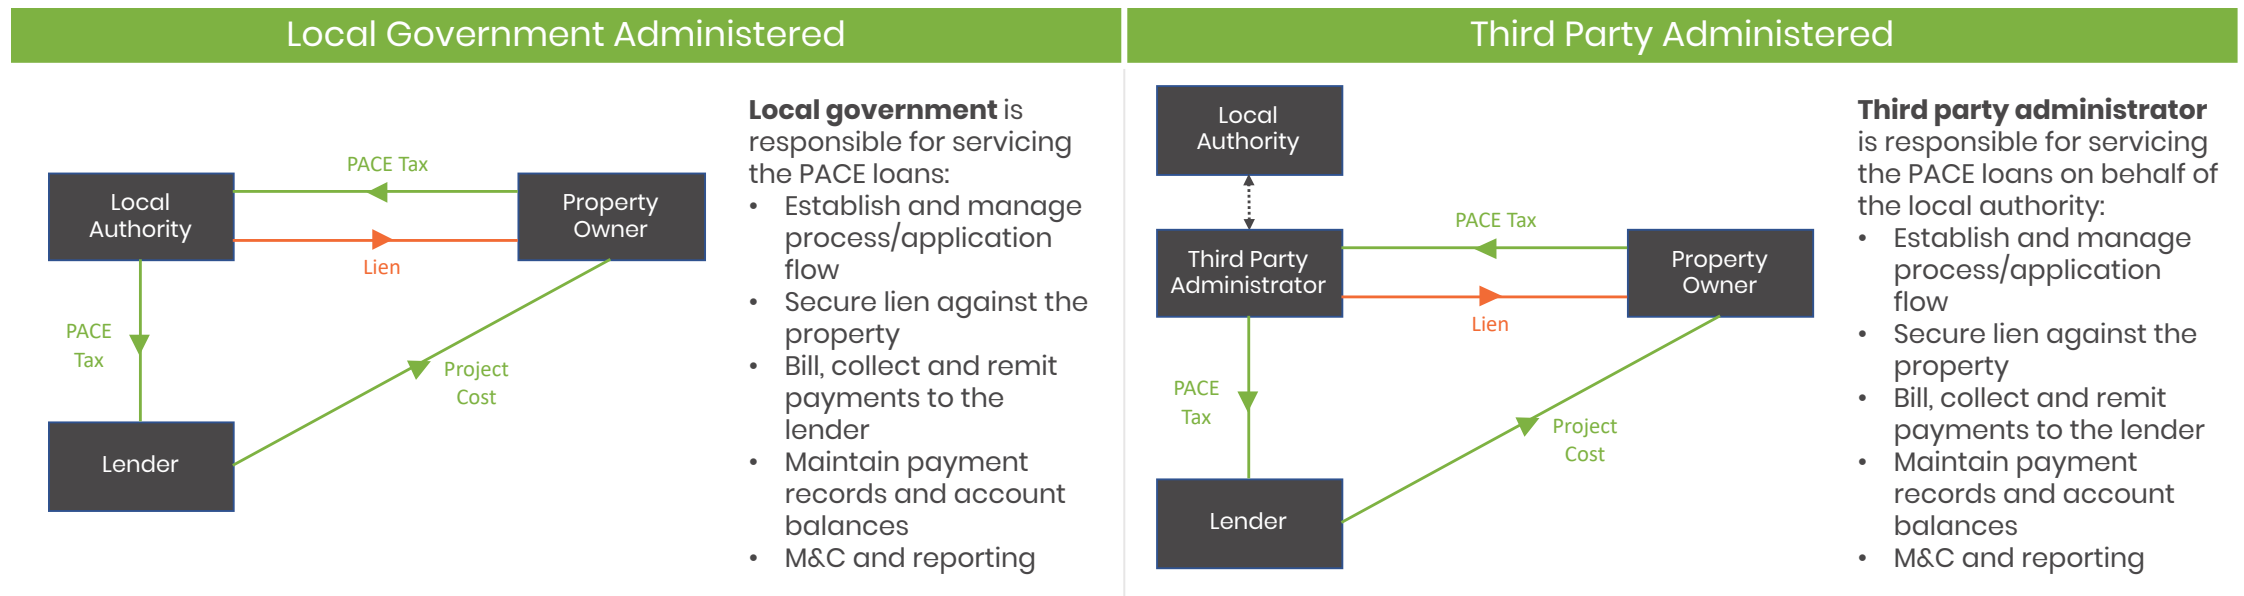 Local Government Administered
PACE Tax
Local
Authority
Property
Owner
Lien
PACE
Tax
Project
Cost
Lender
Local government is
responsible for servicing
the PACE loans:
• Establish and manage
process/application
flow
• Secure lien against the
property
• Bill, collect and remit
payments to the
lender
• Maintain payment
records and account
balances
• M&C and reporting
Third Party Administered
Local
Authority
PACE Tax
Third Party
Administrator
Property
Owner
Lien
PACE
Tax
Project
Cost
Lender
Third party administrator
is responsible for servicing
the PACE loans on behalf of
the local authority:
• Establish and manage
process/application
flow
• Secure lien against the
property
• Bill, collect and remit
payments to the lender
• Maintain payment
records and account
balances
• M&C and reporting